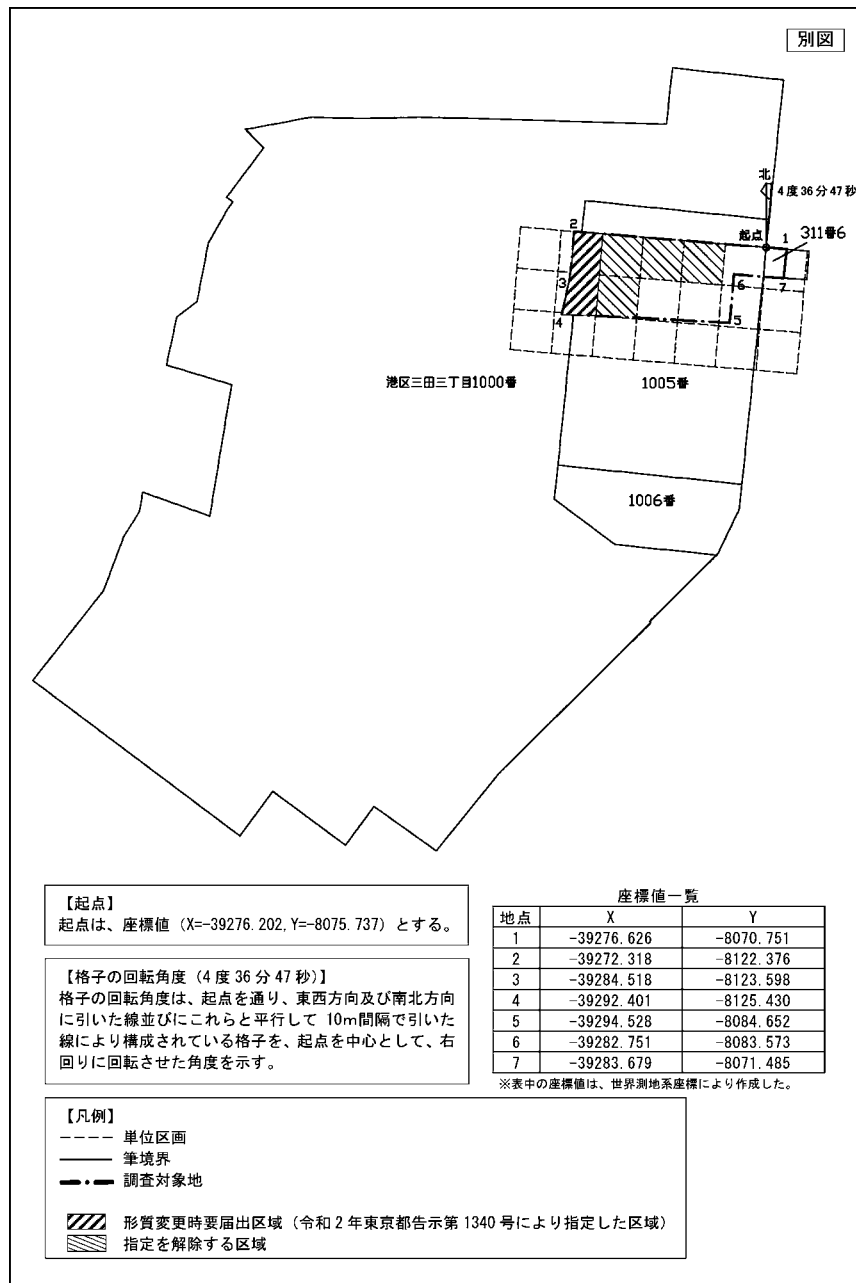 別図
北
4度36分47秒
起点
1
311番6
2
3
4
5
6
7
港区三田三丁目1000番
1005番
1006番
【起点】
起点は、座標値（X=-39276.202,Y=-8075.737）とする。
【格子の回転角度（4度36分47秒）】
格子の回転角度は、起点を通り、東西方向及び南北方向
に引いた線並びにこれらと平行して10m間隔で引いた
線により構成されている格子を、起点を中心として、右
回りに回転させた角度を示す。
座標値一覧
地点 X Y
1 -39276.626 -8070.751
2 -39272.318 -8122.376
3 -39284.518 -8123.598
4 -39292.401 -8125.430
5 -39294.528 -8084.652
6 -39282.751 -8083.573
7 -39283.679 -8071.485
※表中の座標値は、世界測地系座標により作成した。
【凡例】
単位区画
筆境界
調査対象地
形質変更時要届出区域（令和2年東京都告示第1340号により指定した区域）
指定を解除する区域